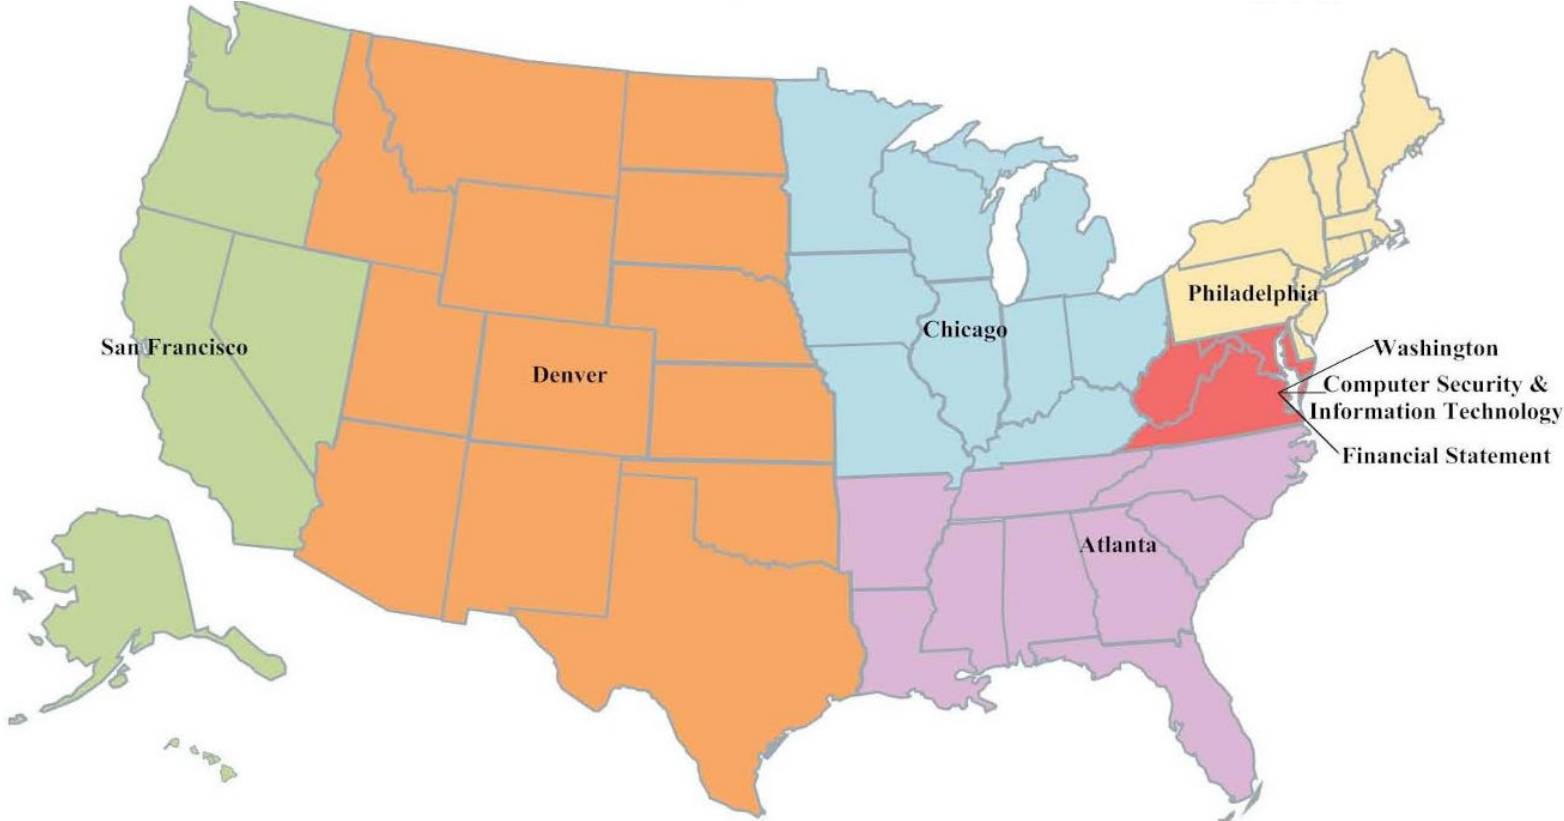 Philadelphia
Chicago
San Francisco
Washington
Denver
Computer Security &
Information Technology
Financial Statement
Atlanta